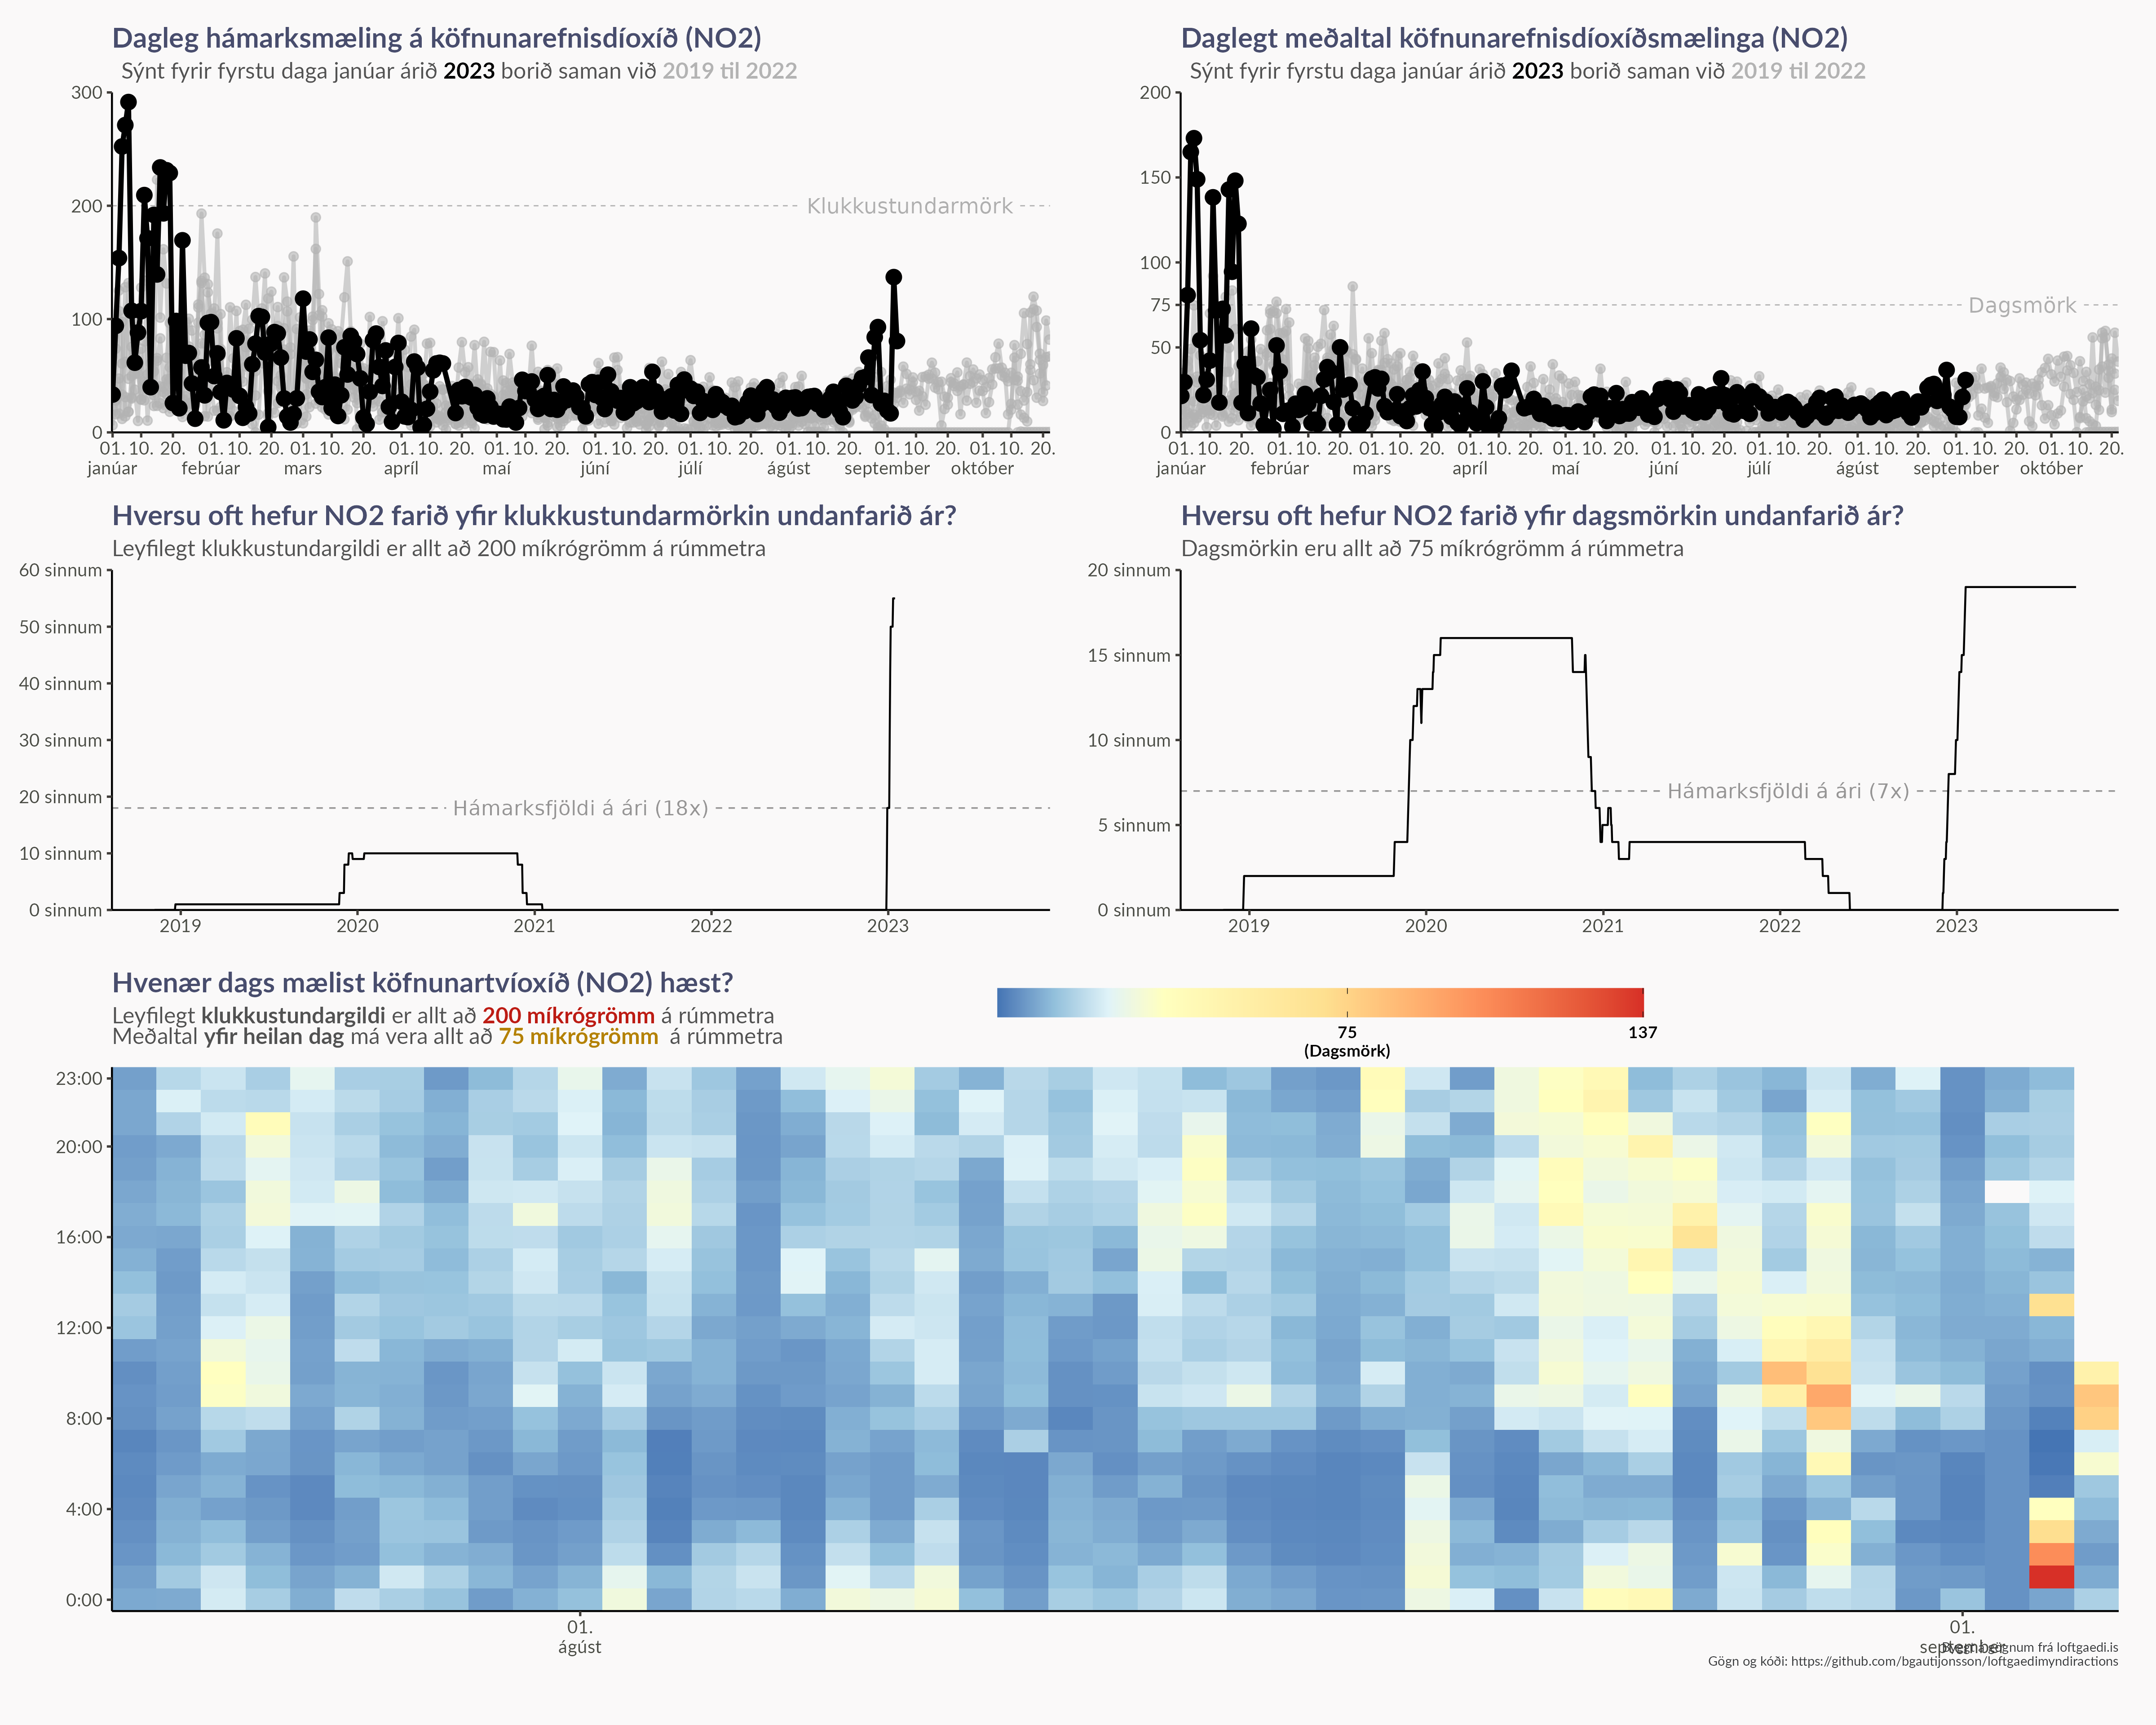 Dagleg hámarksmæling á köfnunarefnisdíoxíð (NO2)
Sýnt fyrir fyrstu daga janúar árið 2023 borið saman við 2019 til 2022
300
200
100
0
Klukkustundarmörk
01. 10. 20. 01. 10. 20. 01. 10. 20. 01. 10. 20. 01. 10. 20. 01. 10. 20. 01. 10. 20. 01. 10. 20. 01. 10. 20. 01. 10. 20.
janúar febrúar mars apríl maí júní júlí ágúst september október
Daglegt meðaltal köfnunarefnisdíoxíðsmælinga (NO2)
Sýnt fyrir fyrstu daga janúar árið 2023 borið saman við 2019 til 2022
200
150
100
75
50
0
Dagsmörk
01. 10. 20. 01. 10. 20. 01. 10. 20. 01. 10. 20. 01. 10. 20. 01. 10. 20. 01. 10. 20. 01. 10. 20. 01. 10. 20. 01. 10. 20.
janúar febrúar mars apríl maí júní júlí ágúst september október
Hversu oft hefur NO2 farið yfir klukkustundarmörkin undanfarið ár?
Leyfilegt klukkustundargildi er allt að 200 míkrógrömm á rúmmetra
60 sinnum
50 sinnum
40 sinnum
30 sinnum
20 sinnum
10 sinnum
0 sinnum
Hámarksfjöldi á ári (18x)
2019 2020 2021 2022 2023
Hversu oft hefur NO2 farið yfir dagsmörkin undanfarið ár?
Dagsmörkin eru allt að 75 míkrógrömm á rúmmetra
20 sinnum
15 sinnum
10 sinnum
5 sinnum
0 sinnum
Hámarksfjöldi á ári (7x)
2019 2020 2021 2022 2023
Hvenær dags mælist köfnunartvíoxíð (NO2) hæst?
Leyfilegt klukkustundargildi er allt að 200 míkrógrömm á rúmmetra
Meðaltal yfir heilan dag má vera allt að 75 míkrógrömm á rúmmetra
75 137
(Dagsmörk)
23:00
20:00
16:00
12:00
8:00
4:00
0:00
01. 01.
ágúst september
gögnum frá loftgaedi.is
Gögn og kóði: https://github.com/bgautijonsson/loftgaedimyndiractions